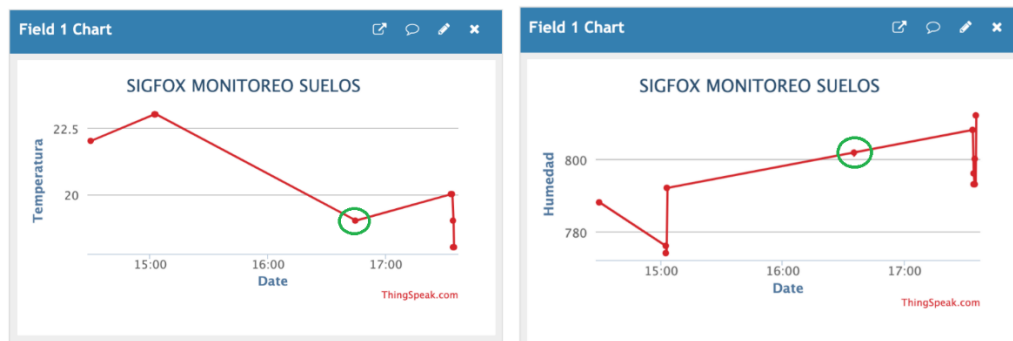 Field 1 Chart
SIGFOX MONITOREO SUELOS
22.5
20
Temperatura
15:00 16:00 17:00
Date
ThingSpeak.com
Field 1 Chart
SIGFOX MONITOREO SUELOS
800
780
Humedad
15:00 16:00 17:00
Date
ThingSpeak.com